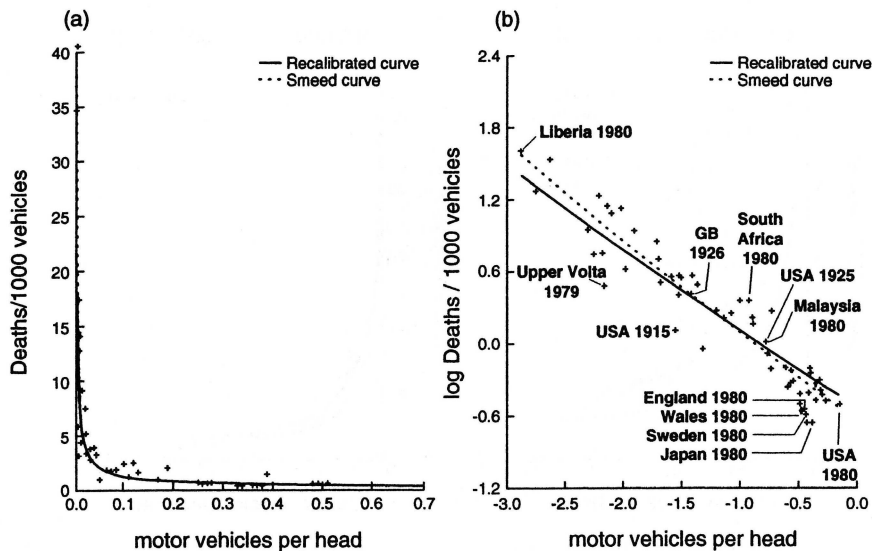 (a)
Recalibrated curve
Smeed curve
Deaths/1000 vehicles
40
35
30
25
20
15
10
5
0
0.0
0.1
0.2
0.3
0.4
0.5
0.6
0.7
motor vehicles per head
(b)
Recalibrated curve
Smeed curve
log Deaths / 1000 vehicles
2.4
1.8
1.2
0.6
0.0
-0.6
-1.2
Liberia 1980
GB
1926
South
Africa
1980
USA 1925
Malaysia
1980
Upper Volta
1979
USA 1915
England 1980
Wales 1980
Sweden 1980
Japan 1980
USA
1980
-3.0
-2.5
-2.0
-1.5
-1.0
-0.5
0.0
motor vehicles per head